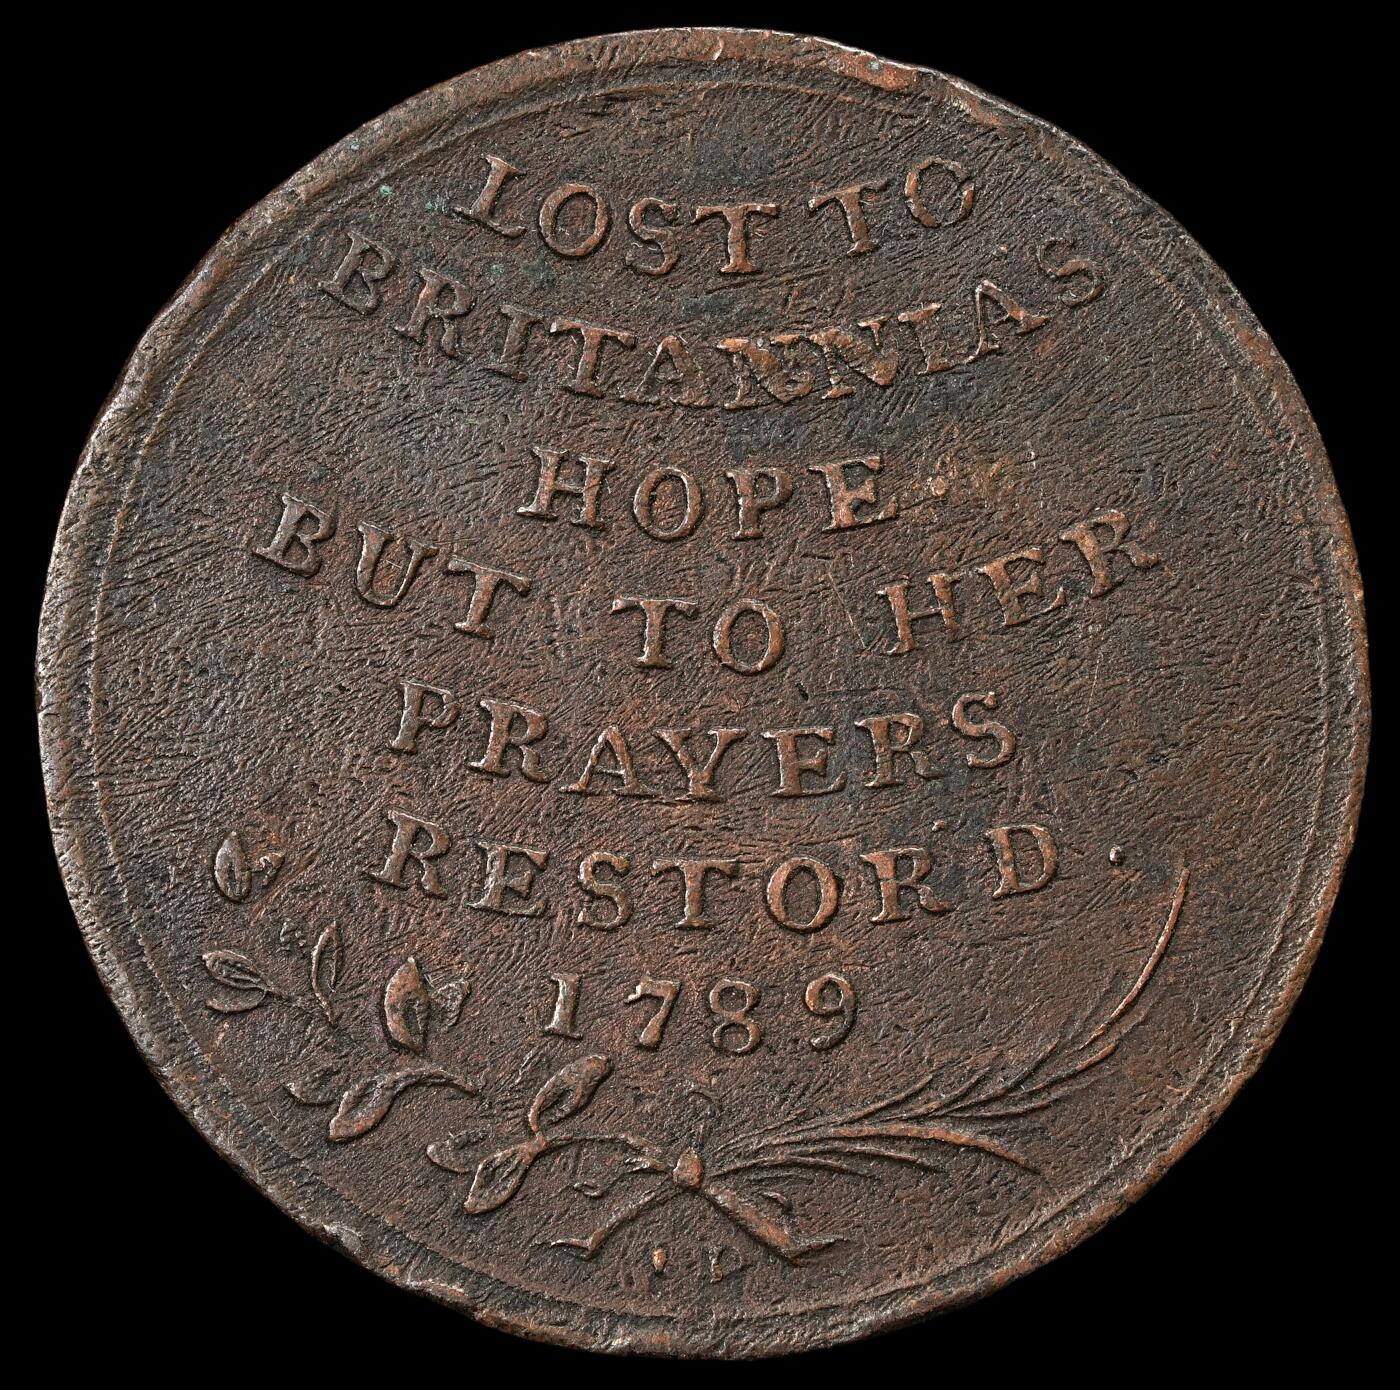 LOST TO
BRITANNIAS
HOPE.
BUT TO HER
PRAYERS
RESTOR D.
1789